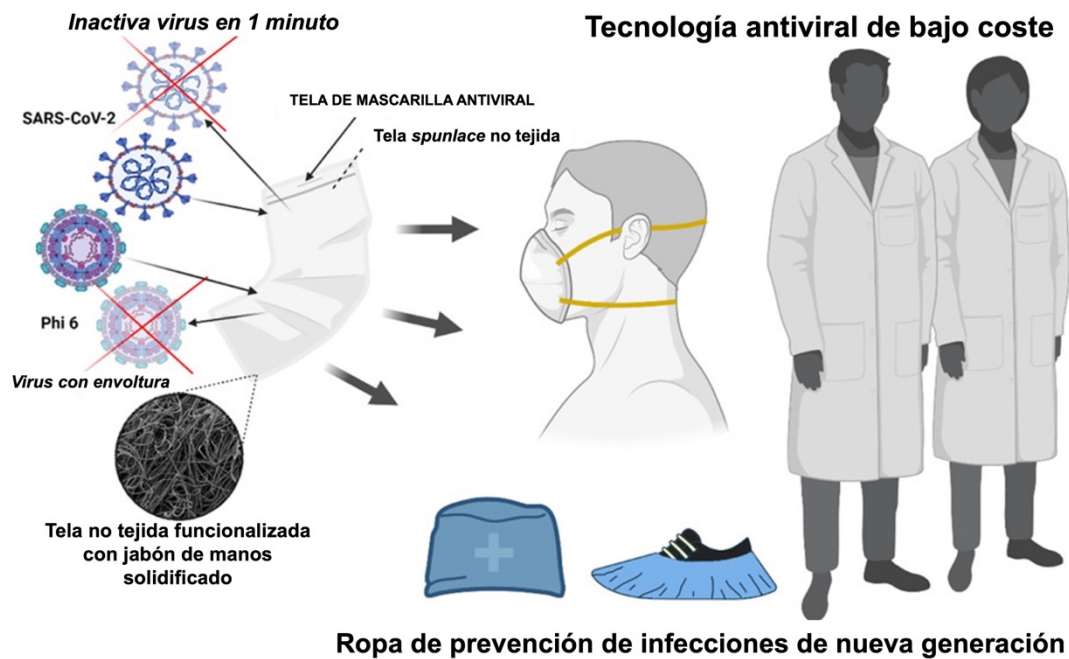 Inactiva virus en 1 minuto
Tecnología antiviral de bajo coste
SARS-CoV-2
TELA DE MASCARILLA ANTIVIRAL
Tela spunlace no tejida
Phi 6
Virus con envoltura
Tela no tejida funcionalizada
con jabón de manos
solidificado
Ropa de prevención de infecciones de nueva generación